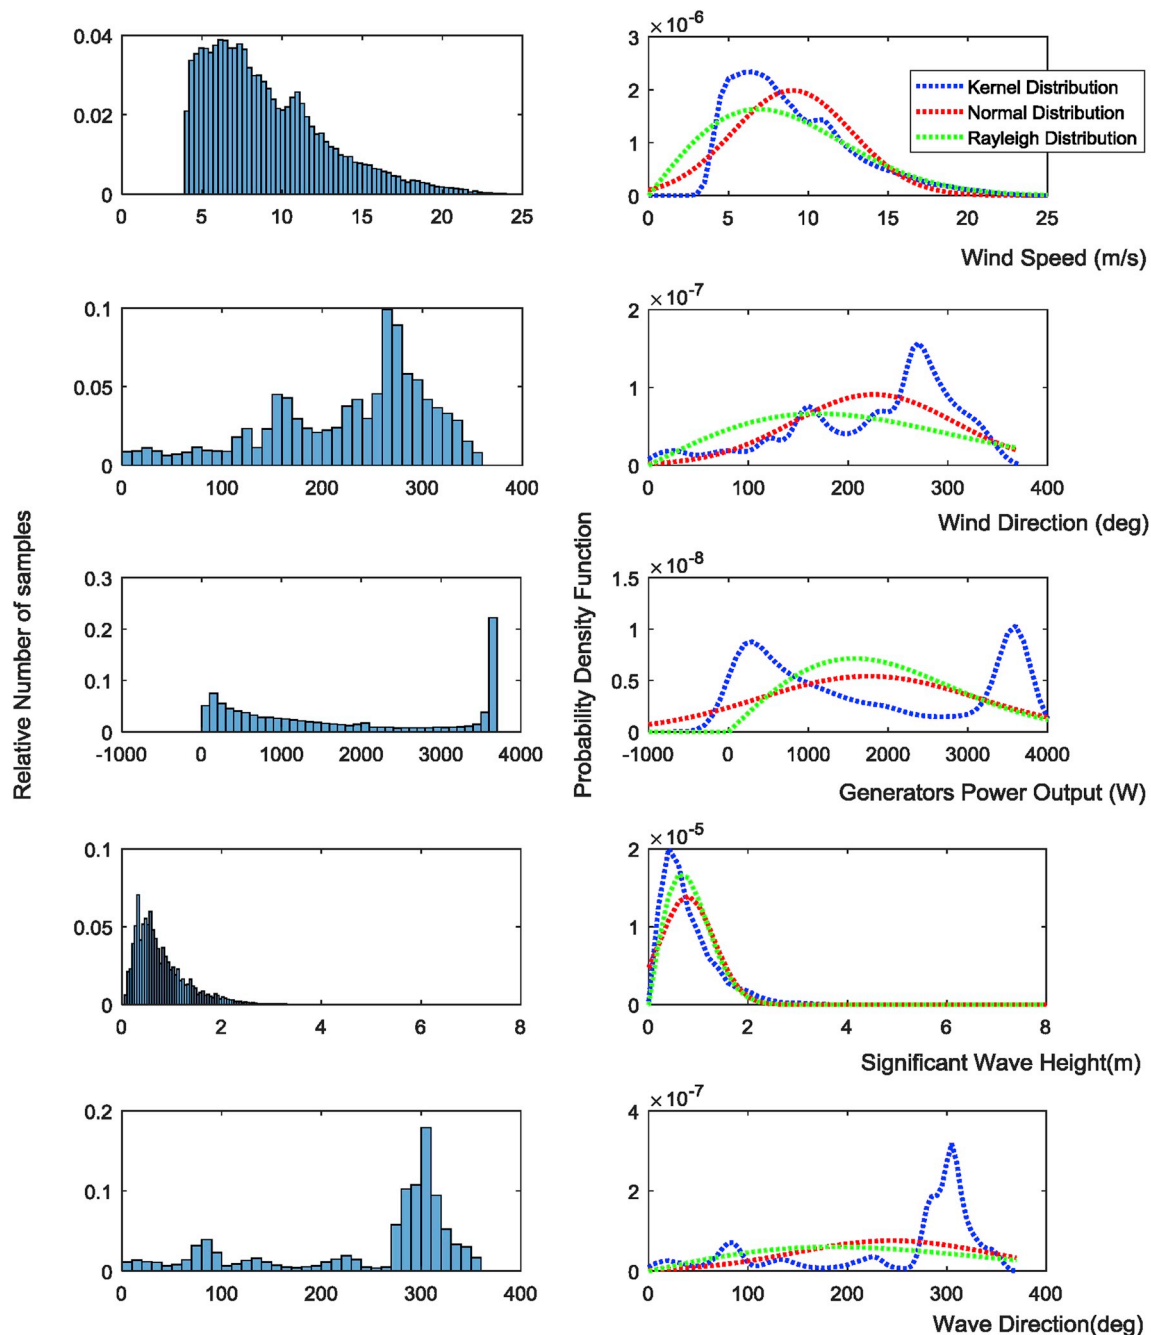 Relative Number of samples
Probability Density Function
0.04
0.02
0
0 5 10 15 20 25
×10⁻⁶
3
2
1
0
0 5 10 15 20 25
Kernel Distribution
Normal Distribution
Rayleigh Distribution
Wind Speed (m/s)
0.1
0.05
0
0 100 200 300 400
×10⁻⁷
2
1
0
0 100 200 300 400
Wind Direction (deg)
0.3
0.2
0.1
0
-1000 0 1000 2000 3000 4000
×10⁻⁸
1.5
1
0.5
0
-1000 0 1000 2000 3000 4000
Generators Power Output (W)
0.1
0.05
0
0 2 4 6 8
×10⁻⁵
2
1
0
0 2 4 6 8
Significant Wave Height(m)
0.2
0.1
0
0 100 200 300 400
×10⁻⁷
4
2
0
0 100 200 300 400
Wave Direction(deg)